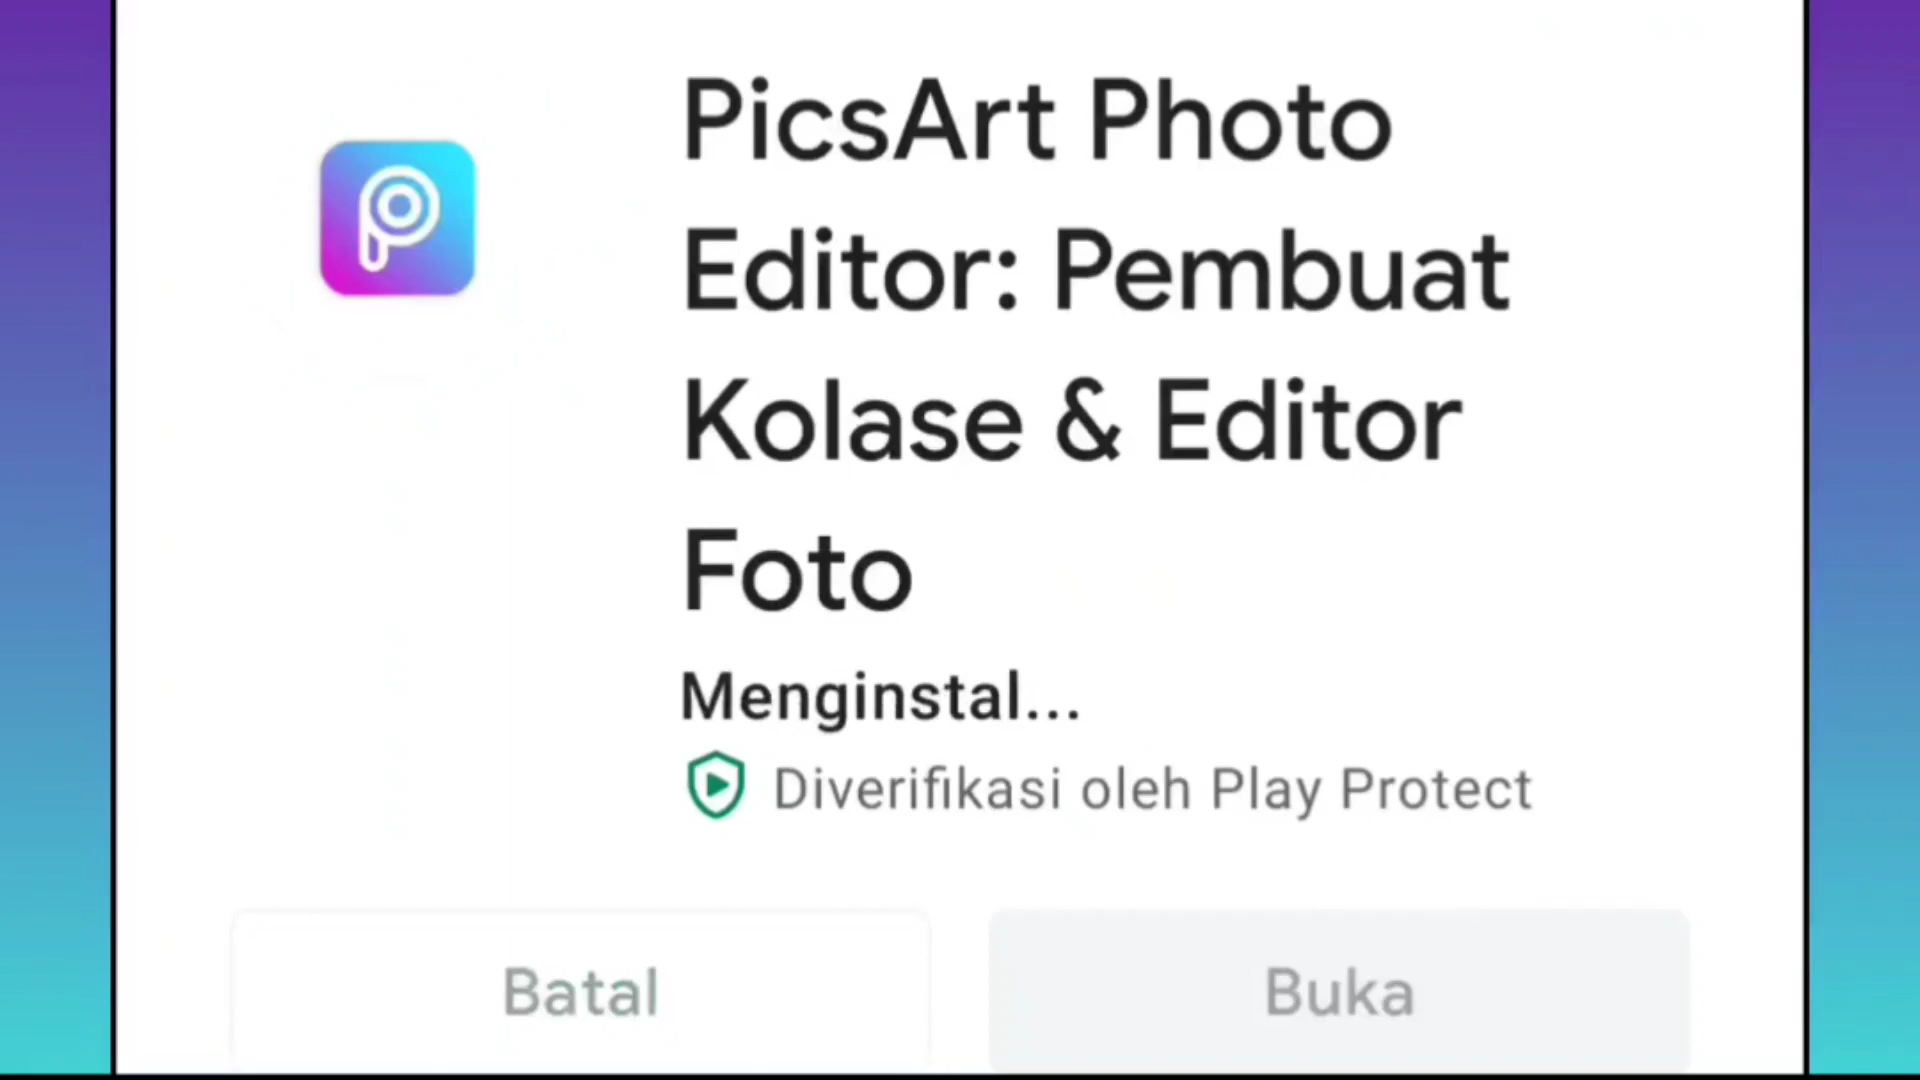 PicsArt Photo
Editor: Pembuat
Kolase & Editor
Foto
Menginstal...
Diverifikasi oleh Play Protect
Batal
Buka